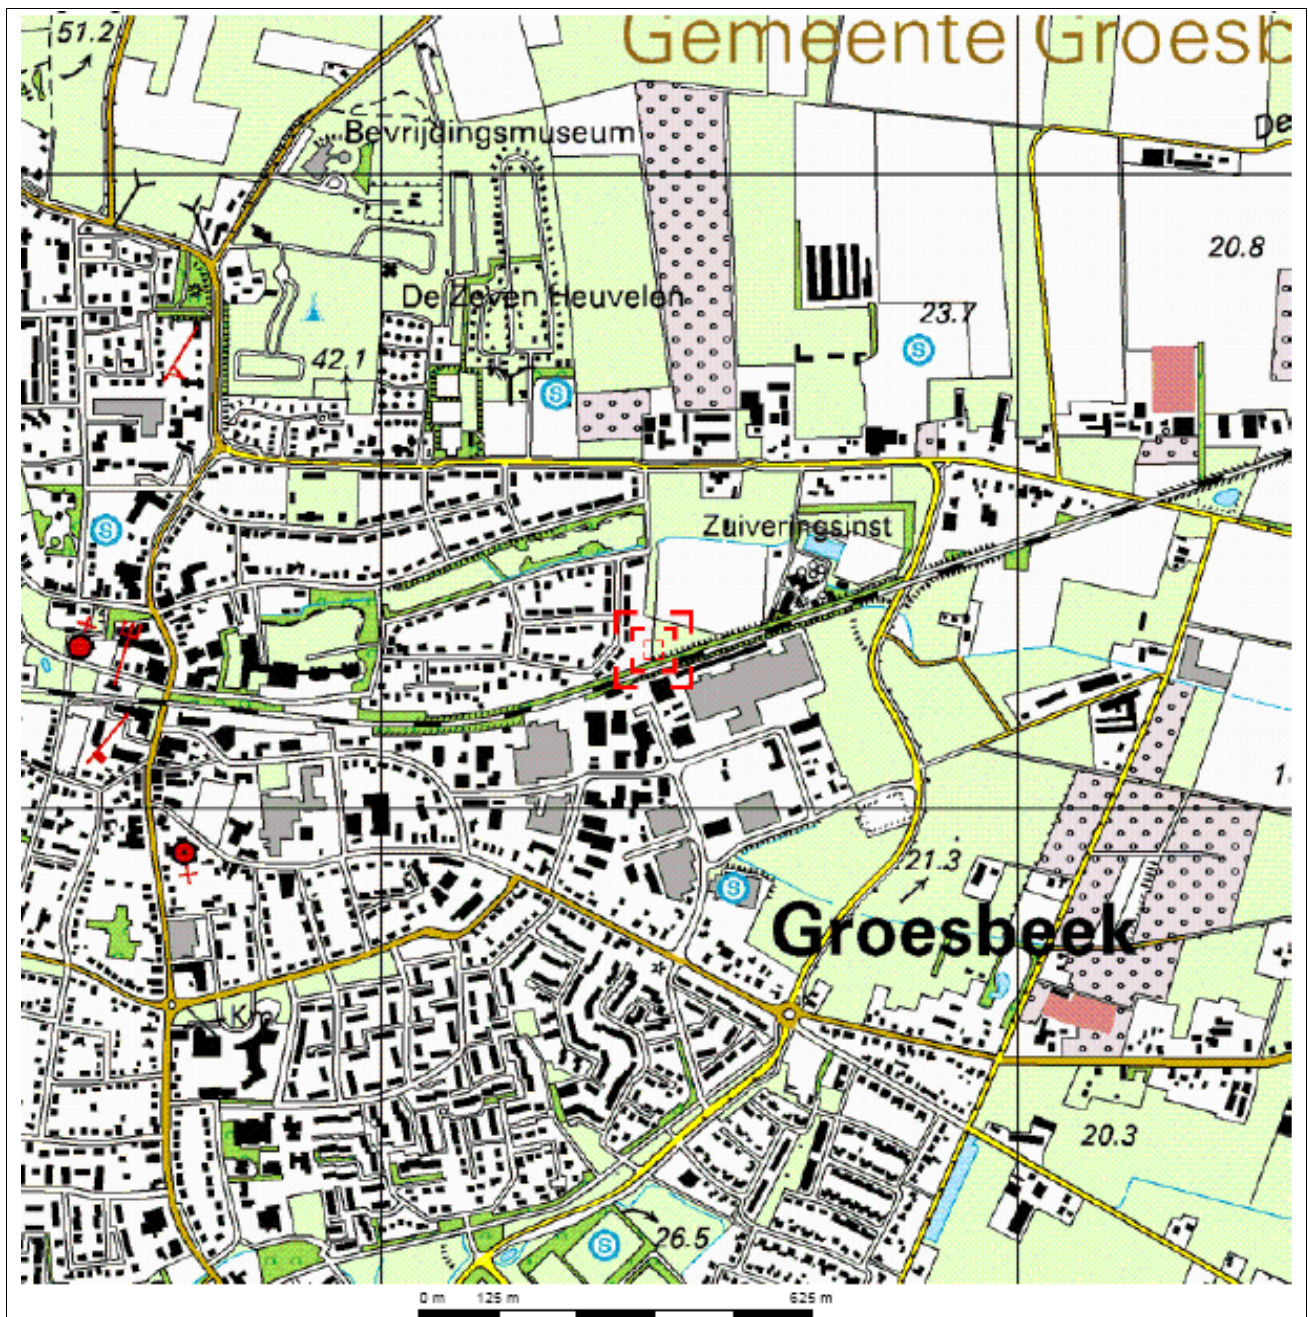 51.2
Gemeente Groesb
Bevrijdingsmuseum
De
20.8
De Zeven Heuvelen
23.7
S
42.1
S
S
Zuiveringsinst
1.
21.3
S
Groesbeek
K
20.3
S
26.5
0 m 125 m 625 m